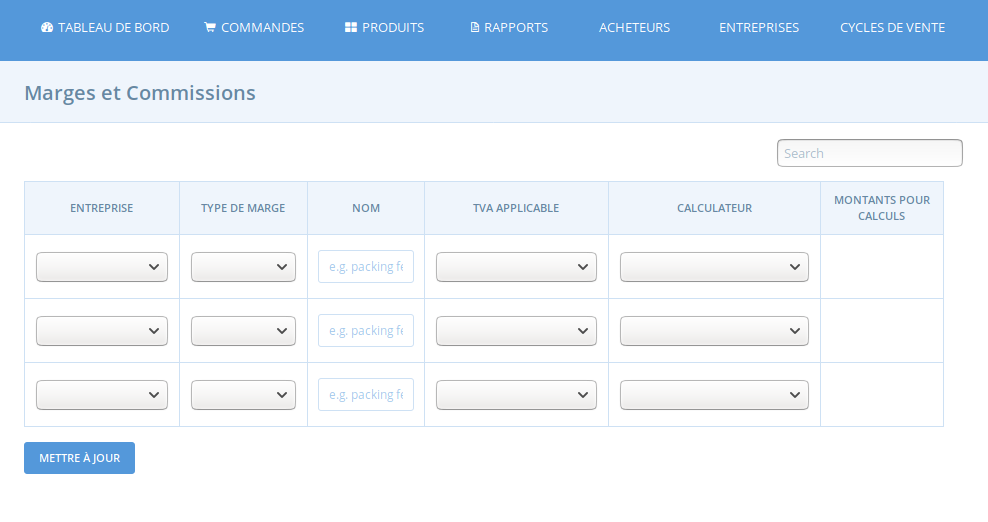 TABLEAU DE BORD COMMANDES PRODUITS RAPPORTS ACHETEURS ENTREPRISES CYCLES DE VENTE
Marges et Commissions
Search
ENTREPRISE TYPE DE MARGE NOM TVA APPLICABLE CALCULATEUR MONTANTS POUR CALCULS
e.g. packing fe
e.g. packing fe
e.g. packing fe
METTRE À JOUR